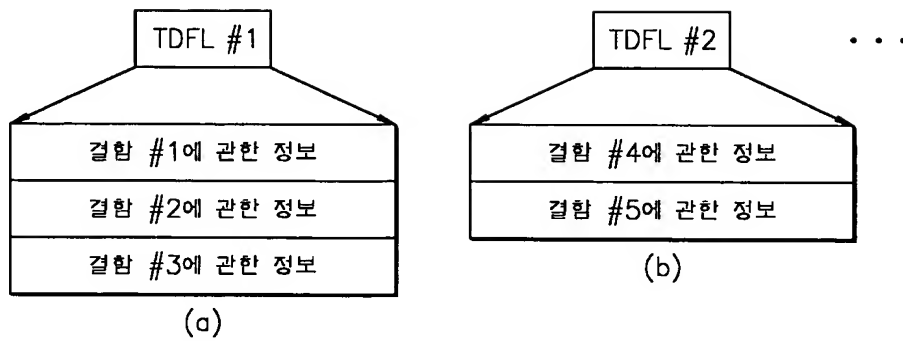 TDFL #1
결함 #1에 관한 정보
결함 #2에 관한 정보
결함 #3에 관한 정보
(a)
TDFL #2
결함 #4에 관한 정보
결함 #5에 관한 정보
(b)
· · ·